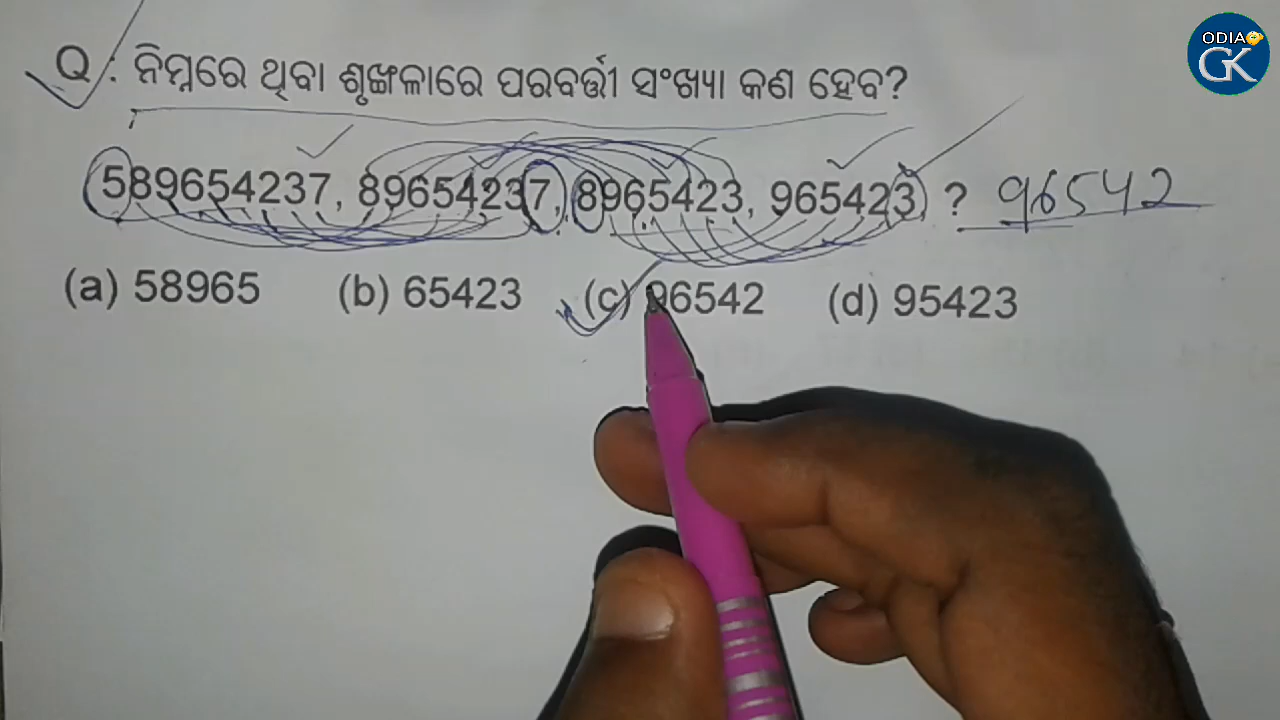 ODIA
GK
Q : ନିମ୍ନରେ ଥିବା ଶୃଙ୍ଖଳାରେ ପରବର୍ତ୍ତୀ ସଂଖ୍ୟା କଣ ହେବ?
589654237, 89654237, 8965423, 965423, ? 96542
(a) 58965 (b) 65423 (c) 96542 (d) 95423